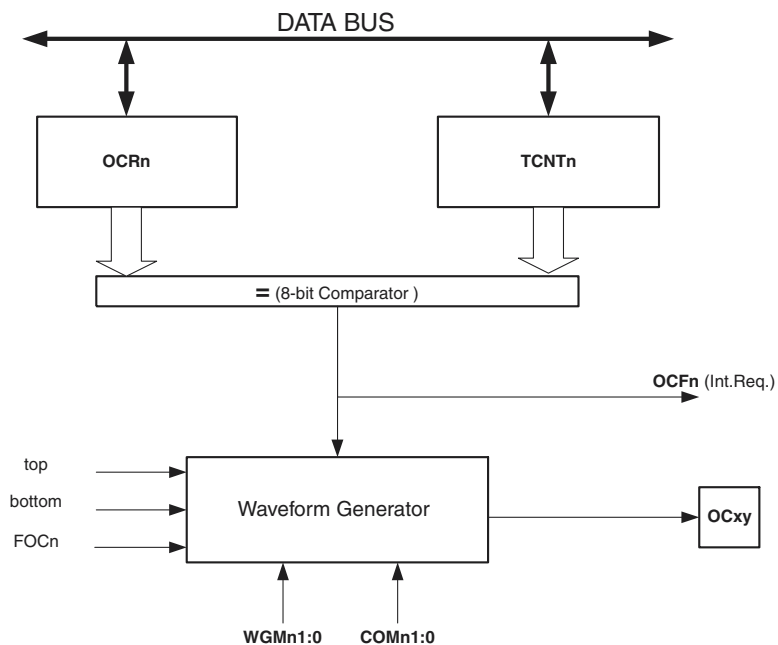 DATA BUS
OCRn
TCNTn
= (8-bit Comparator )
OCFn (Int.Req.)
top
bottom
FOCn
Waveform Generator
OCxy
WGMn1:0
COMn1:0